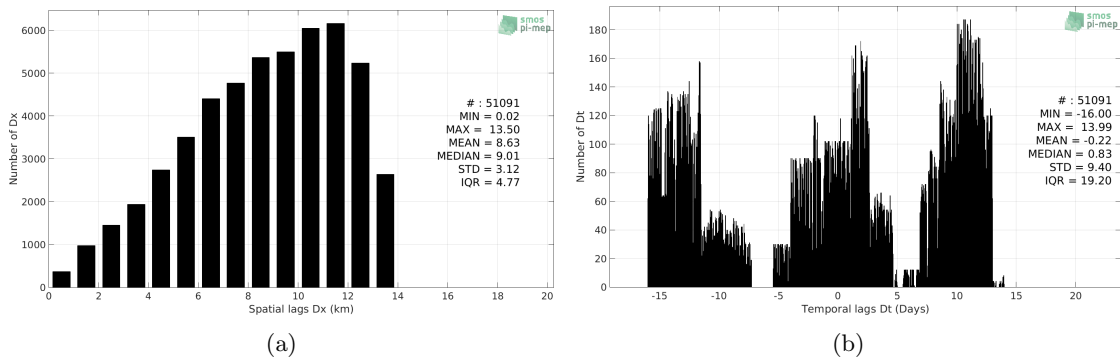 6000
5000
4000
3000
2000
1000
0
Number of Dx
0 2 4 6 8 10 12 14 16 18 20
Spatial lags Dx (km)
smos
pi-mep
# : 51091
MIN = 0.02
MAX = 13.50
MEAN = 8.63
MEDIAN = 9.01
STD = 3.12
IQR = 4.77
(a)
180
160
140
120
100
80
60
40
20
0
Number of Dt
-15 -10 -5 0 5 10 15 20
Temporal lags Dt (Days)
smos
pi-mep
# : 51091
MIN = -16.00
MAX = 13.99
MEAN = -0.22
MEDIAN = 0.83
STD = 9.40
IQR = 19.20
(b)